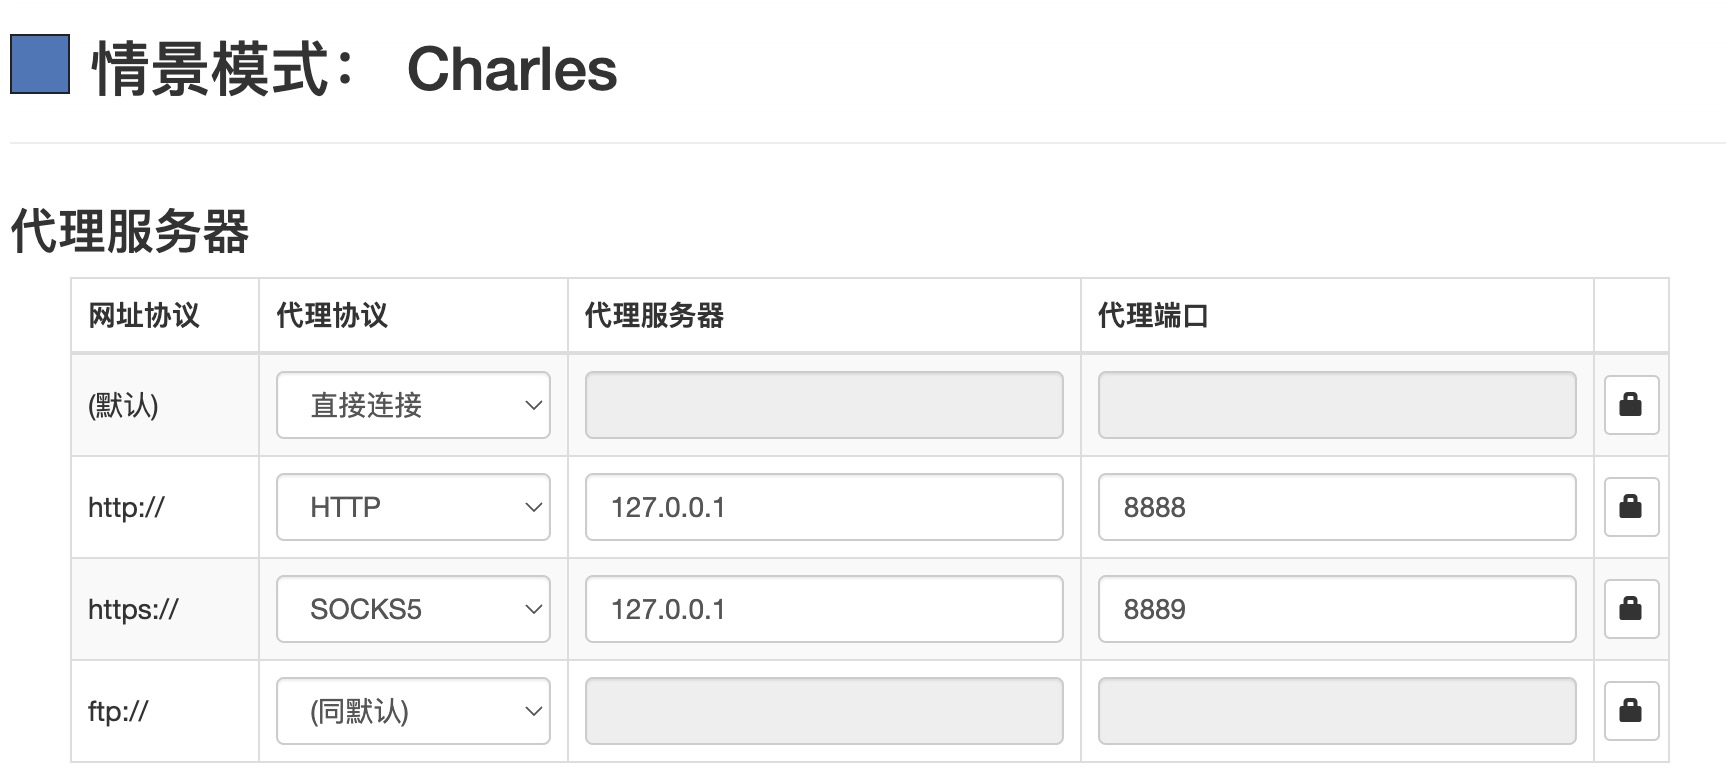 情景模式： Charles
代理服务器
网址协议 代理协议 代理服务器 代理端口
(默认) 直接连接
http:// HTTP 127.0.0.1 8888
https:// SOCKS5 127.0.0.1 8889
ftp:// (同默认)